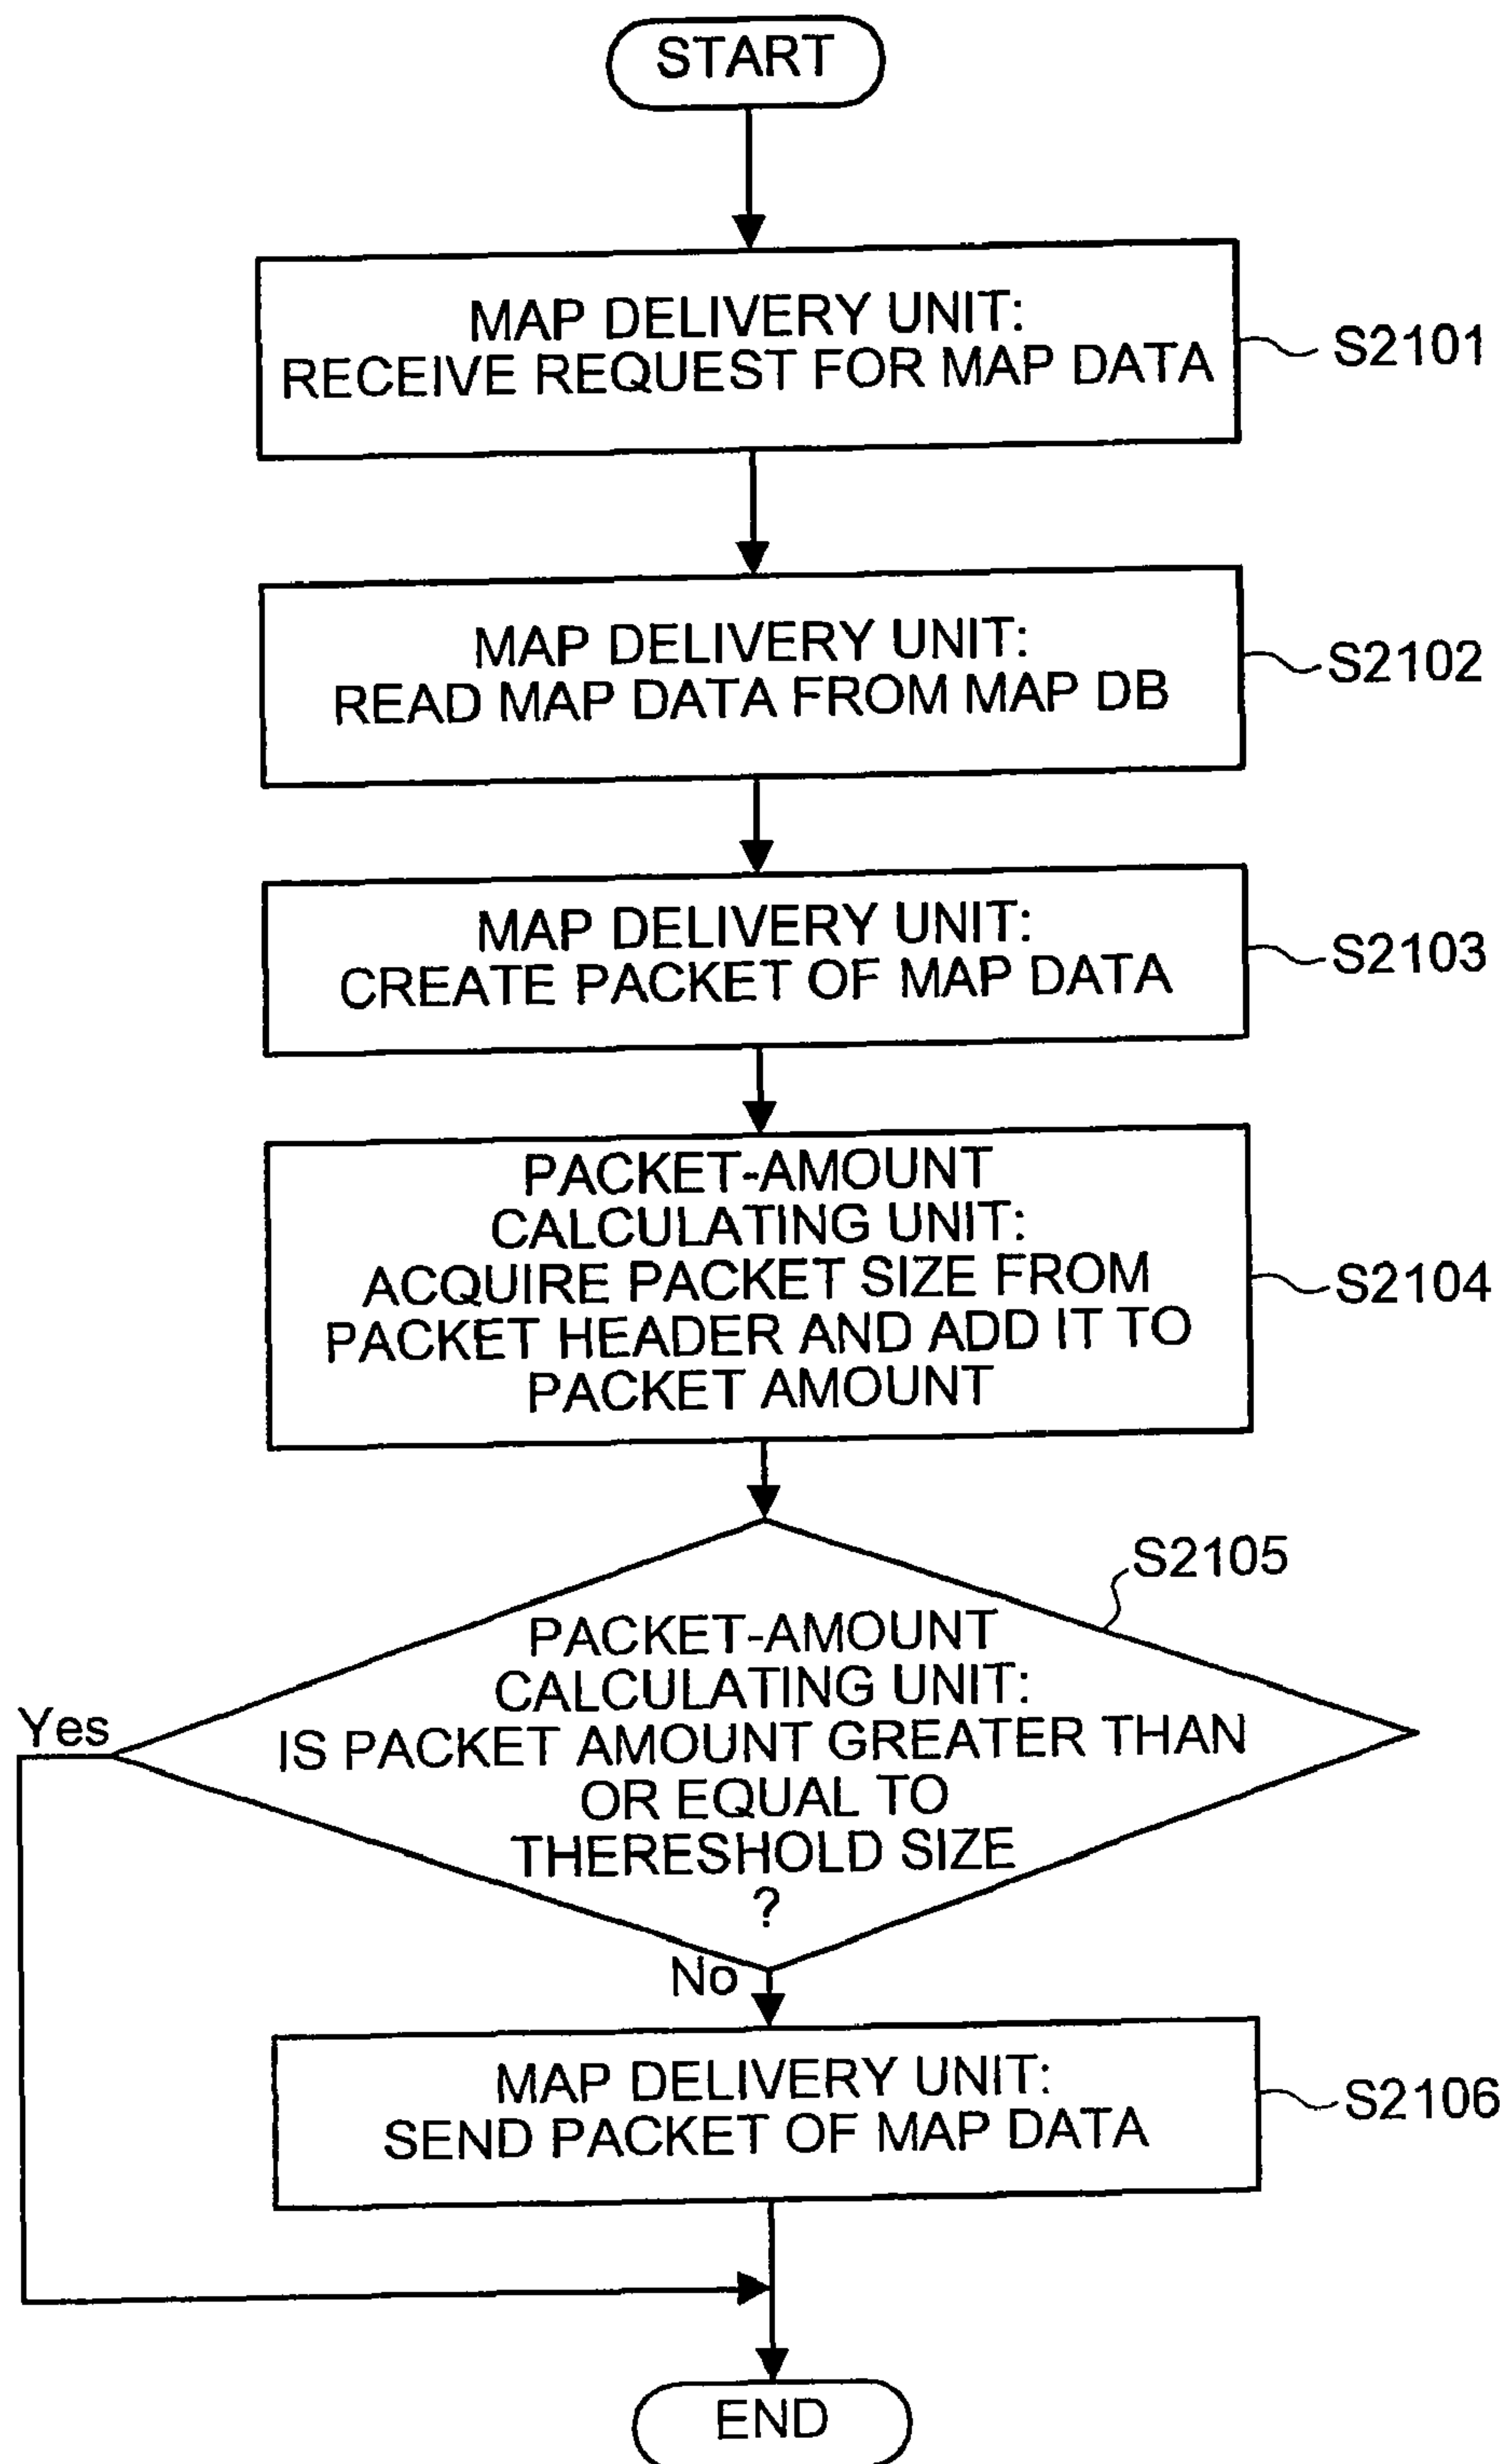 START
MAP DELIVERY UNIT:
RECEIVE REQUEST FOR MAP DATA
S2101
MAP DELIVERY UNIT:
READ MAP DATA FROM MAP DB
S2102
MAP DELIVERY UNIT:
CREATE PACKET OF MAP DATA
S2103
PACKET-AMOUNT
CALCULATING UNIT:
ACQUIRE PACKET SIZE FROM
PACKET HEADER AND ADD IT TO
PACKET AMOUNT
S2104
S2105
PACKET-AMOUNT
CALCULATING UNIT:
IS PACKET AMOUNT GREATER THAN
OR EQUAL TO
THERESHOLD SIZE
?
Yes
No
MAP DELIVERY UNIT:
SEND PACKET OF MAP DATA
S2106
END